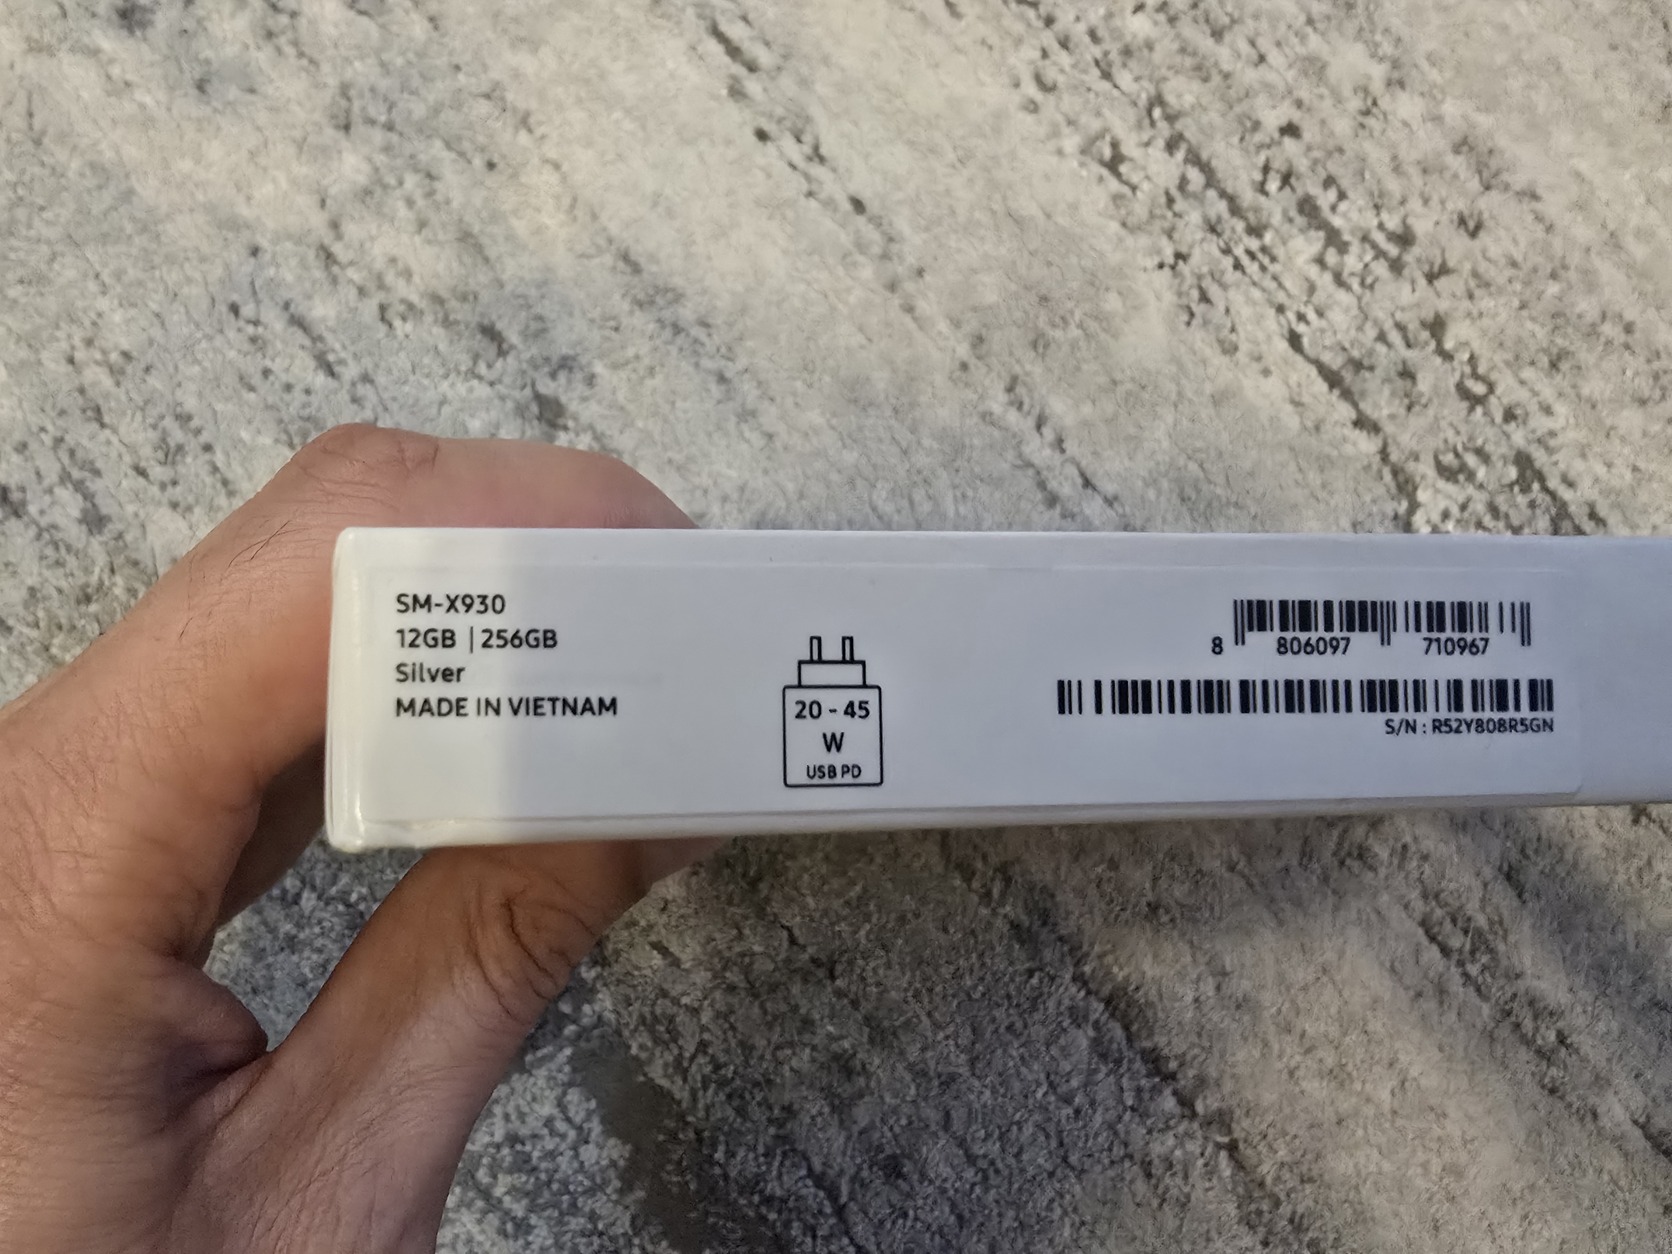 SM-X930
12GB | 256GB
Silver
MADE IN VIETNAM
20 - 45
W
USB PD
8 806097 710967
S/N : R52Y808R5GN